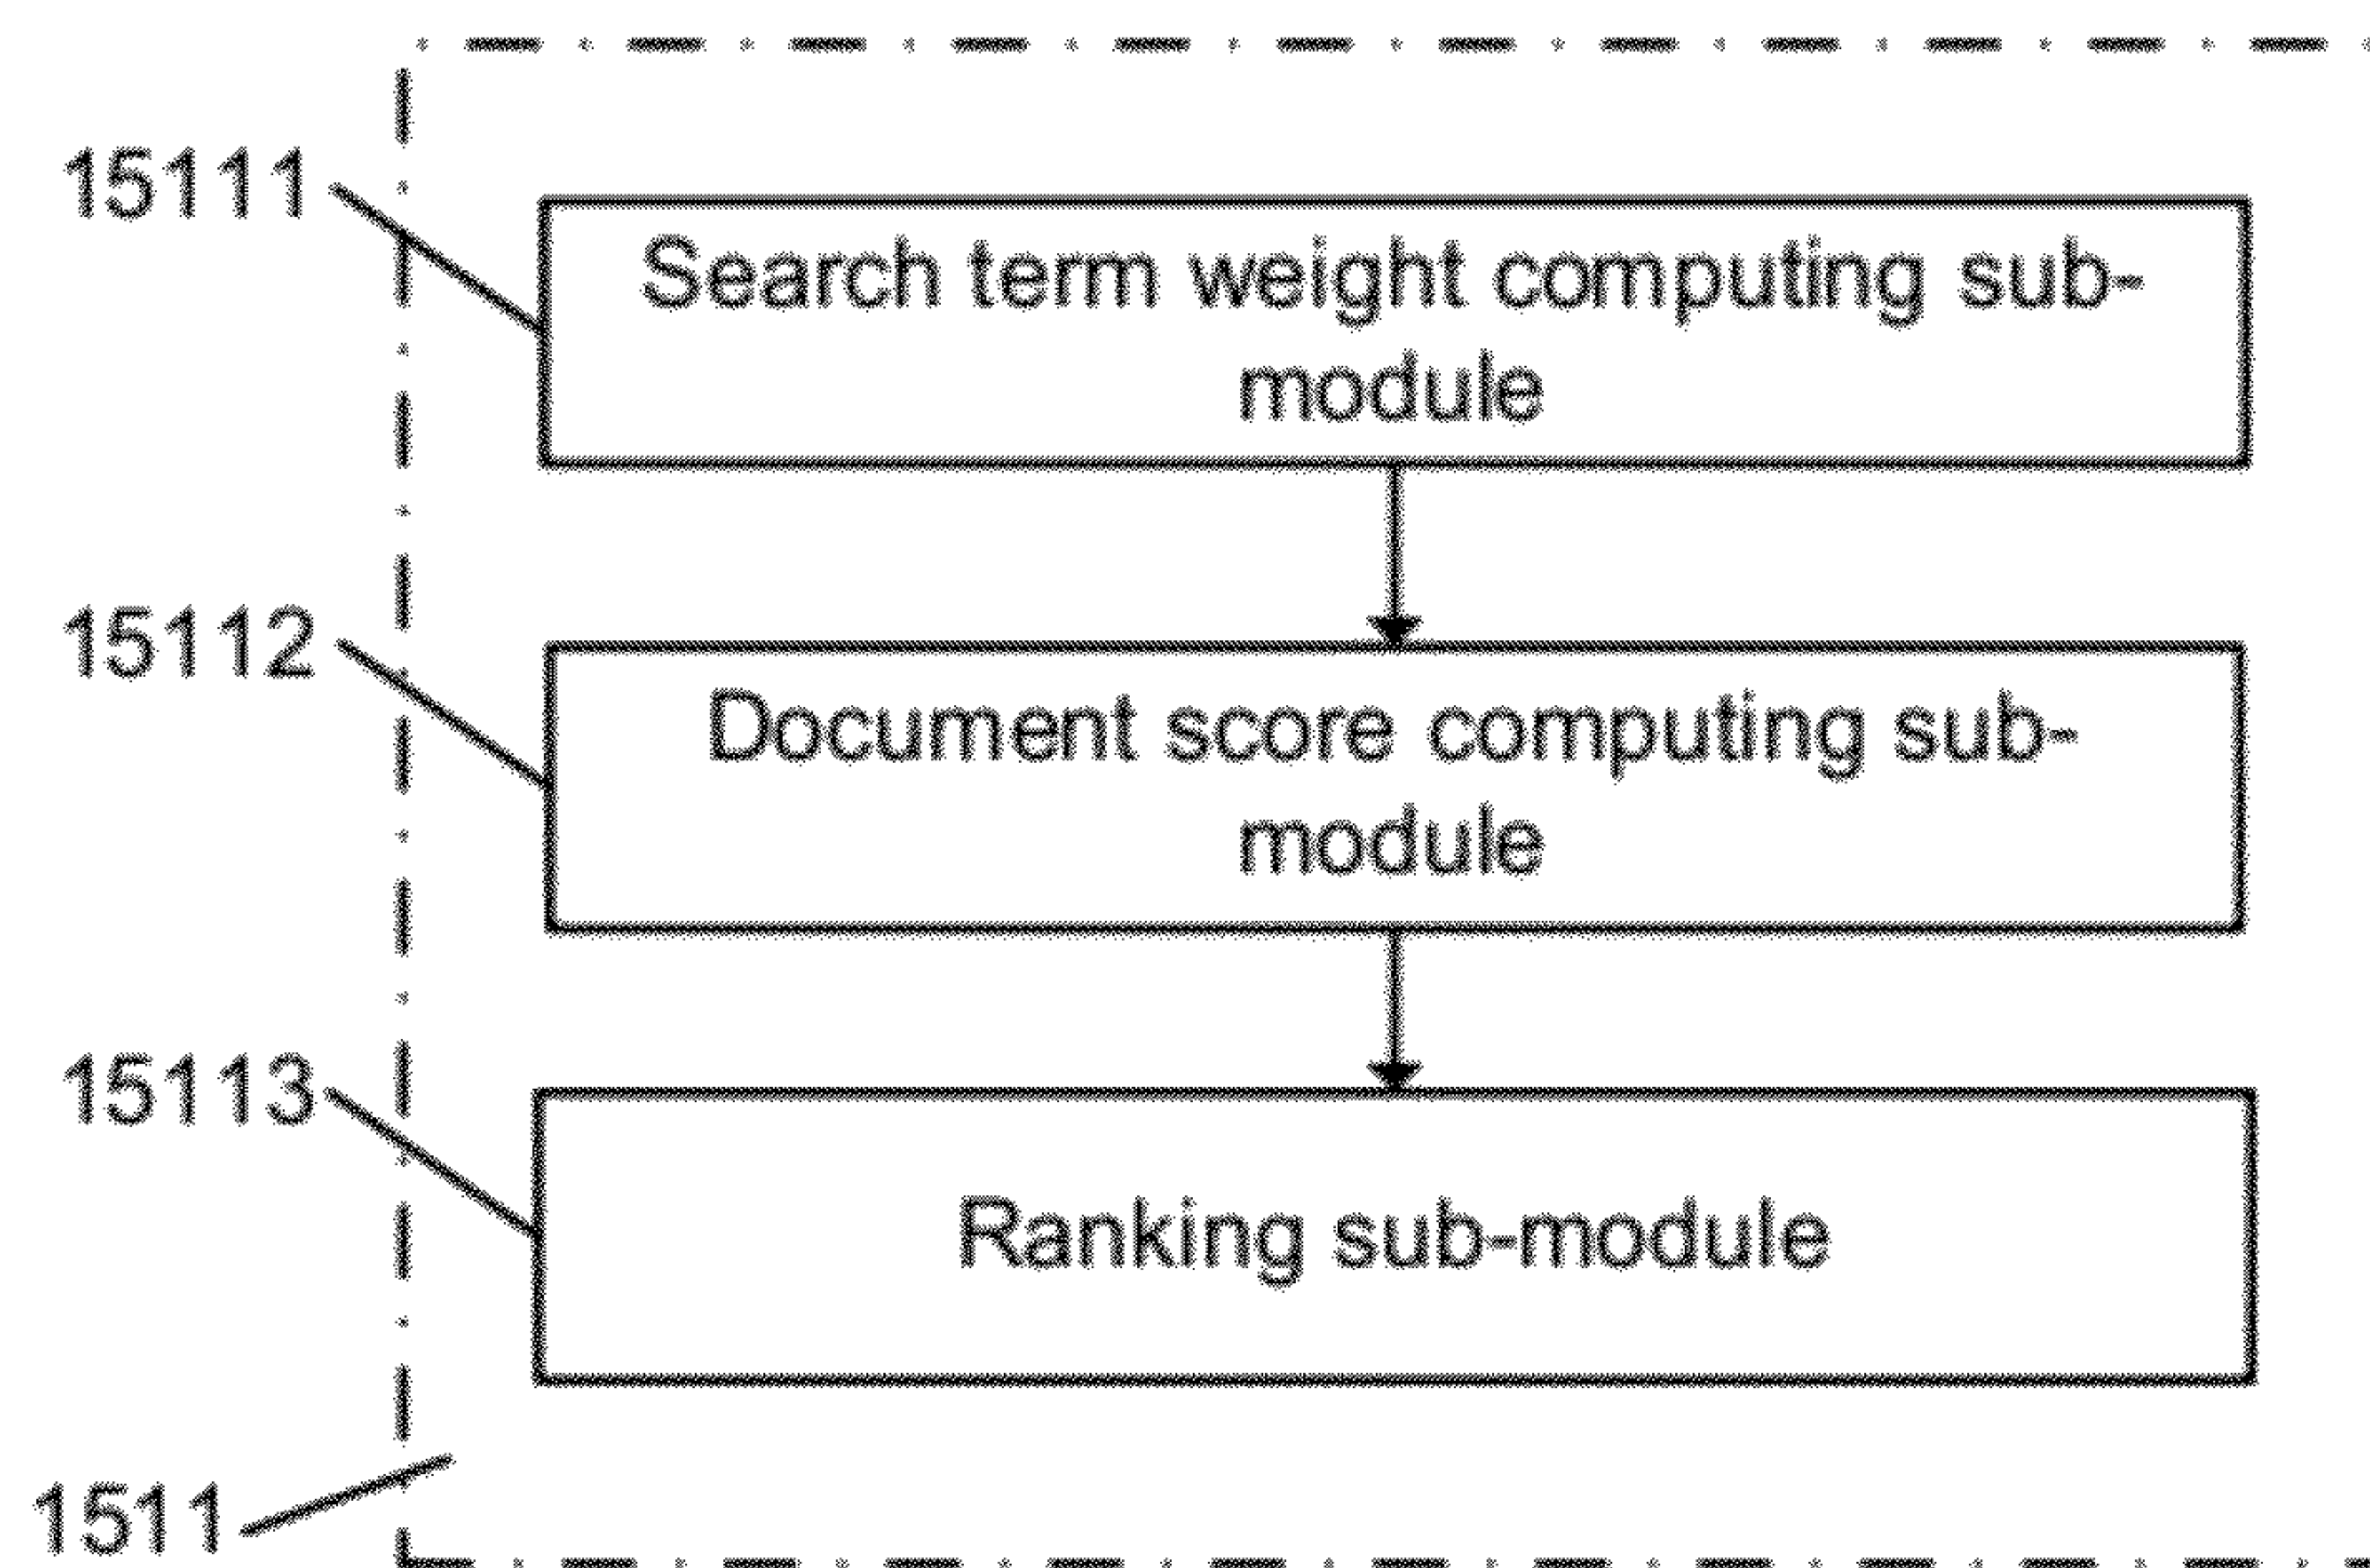 15111
Search term weight computing sub-
module
15112
Document score computing sub-
module
15113
Ranking sub-module
1511